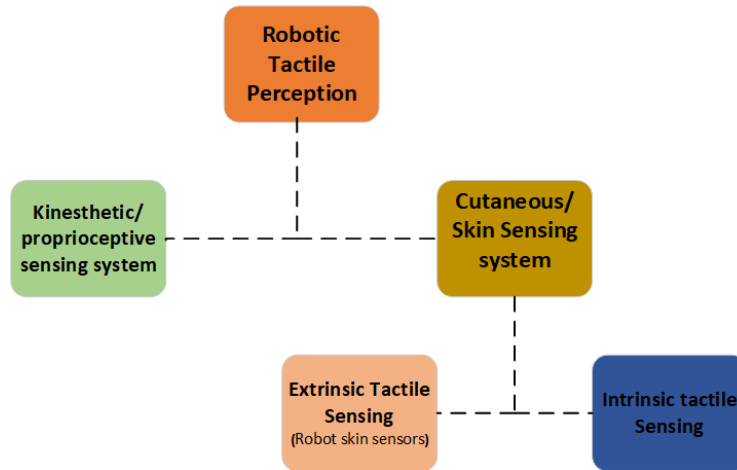 Robotic
Tactile
Perception
Kinesthetic/
proprioceptive
sensing system
Cutaneous/
Skin Sensing
system
Extrinsic Tactile
Sensing
(Robot skin sensors)
Intrinsic tactile
Sensing